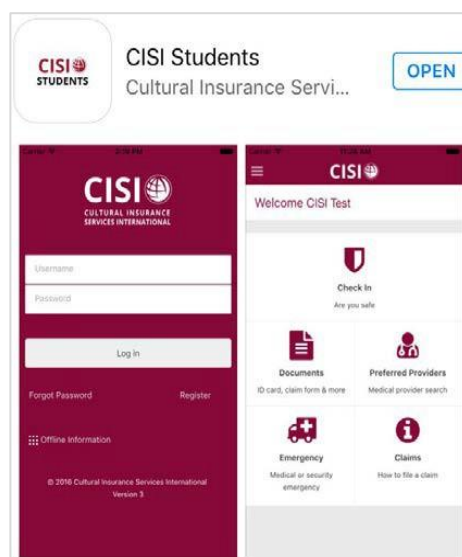 CISI
STUDENTS
CISI Students
Cultural Insurance Servi...
OPEN
CISI
CULTURAL INSURANCE
SERVICES INTERNATIONAL
Username
Password
Log in
Forgot Password
Register
Offline Information
© 2016 Cultural Insurance Services International
Version 3
CISI
Welcome CISI Test
Check In
Are you safe
Documents
ID card, claim form & more
Preferred Providers
Medical provider search
Emergency
Medical or security
emergency
Claims
How to file a claim